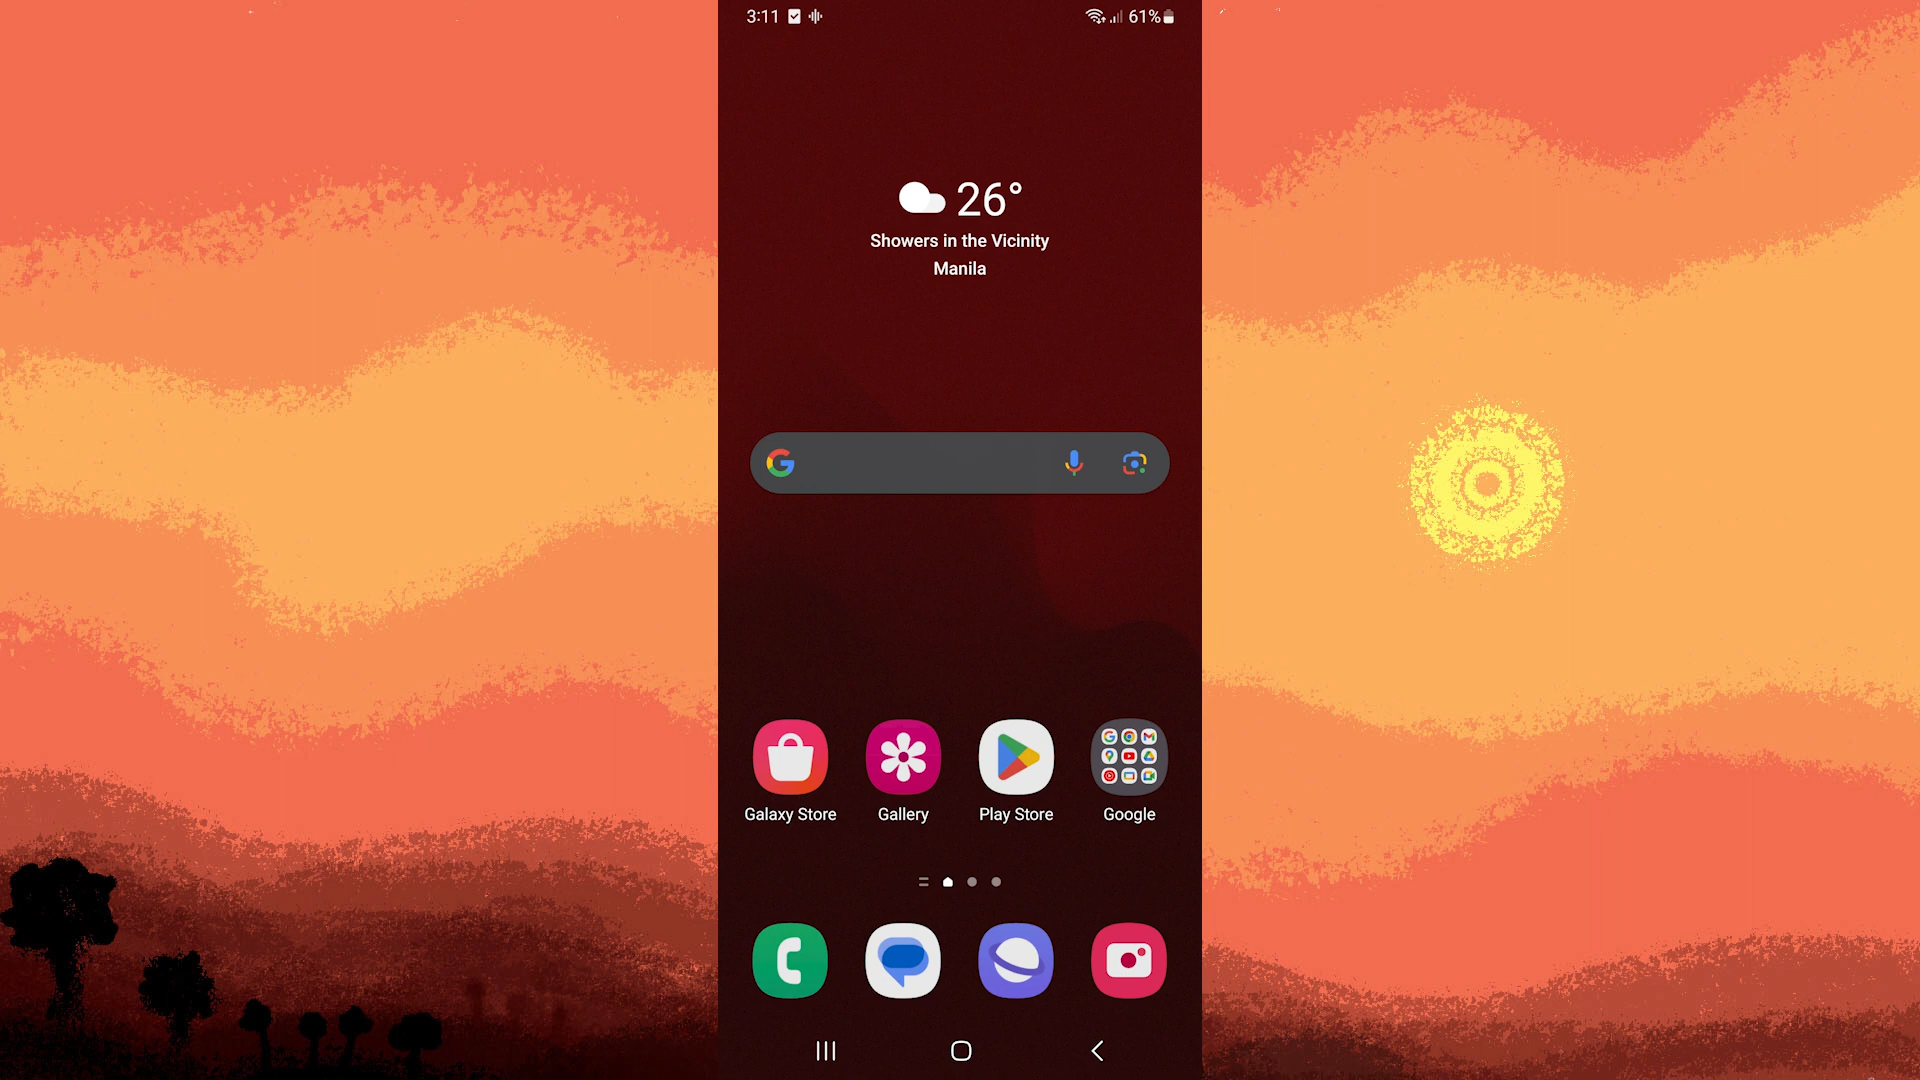 3:11
61%
26°
Showers in the Vicinity
Manila
Galaxy Store
Gallery
Play Store
Google